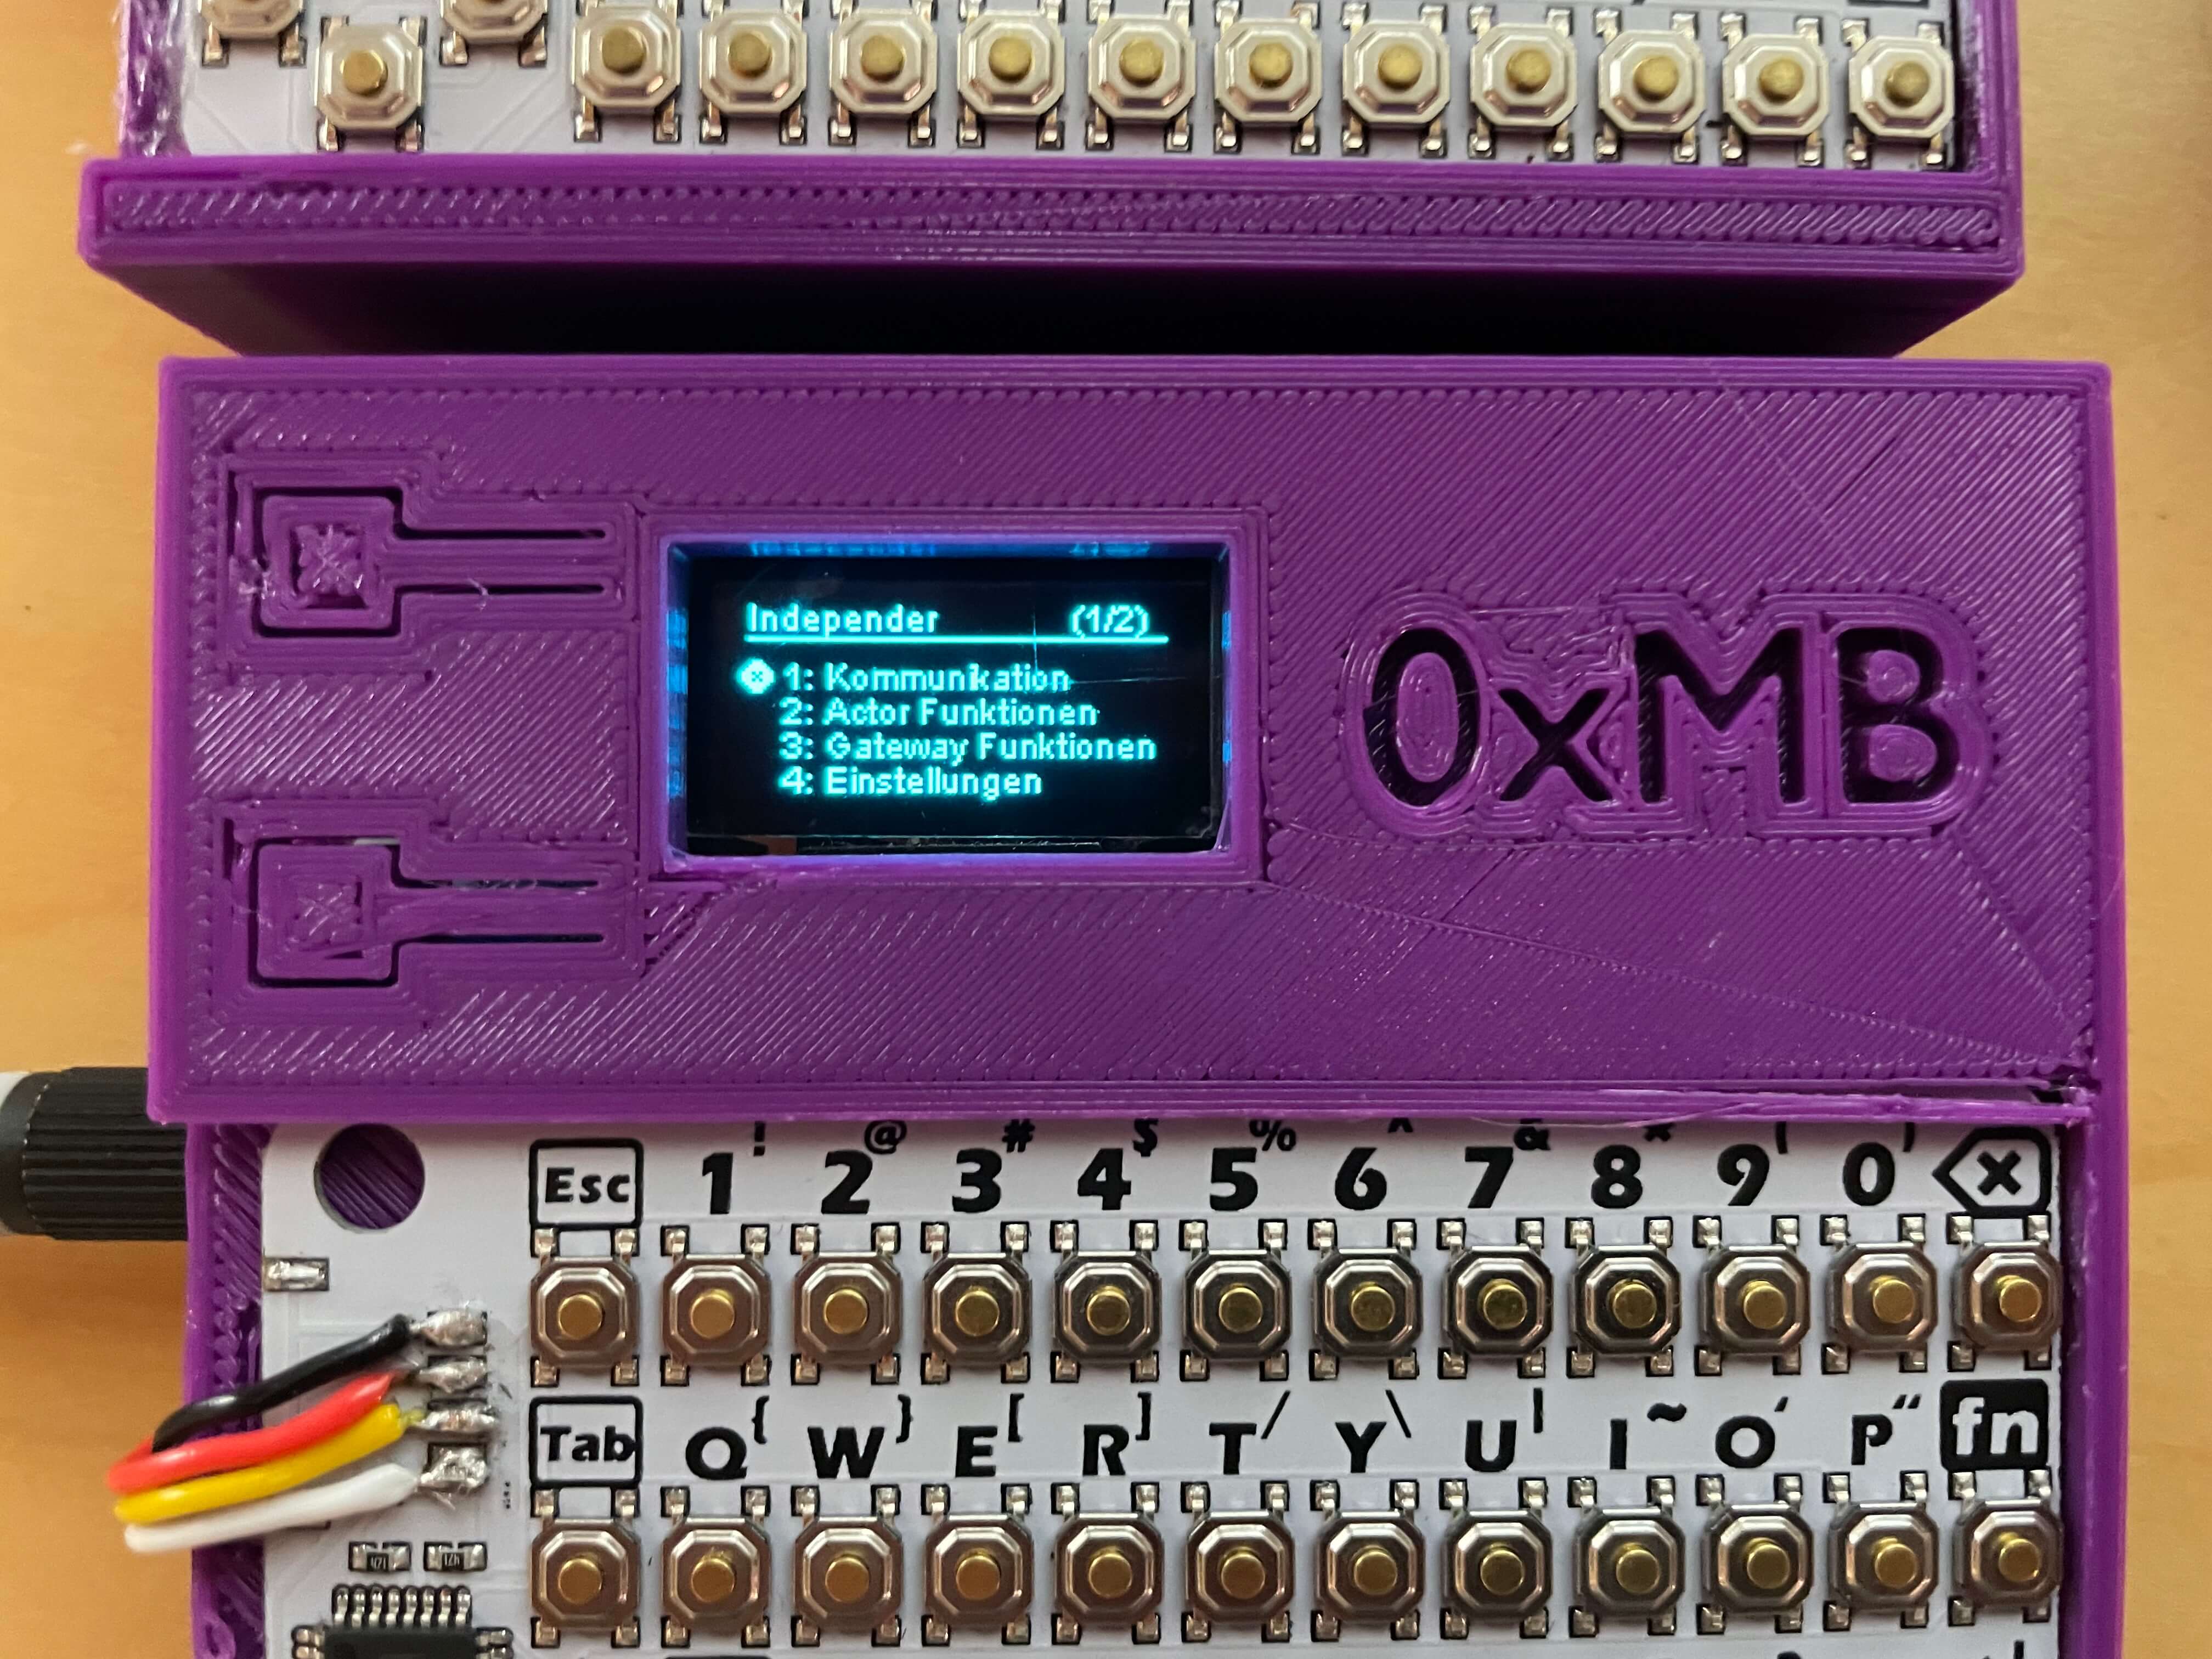 Independer (1/2)
1: Kommunikation
2: Actor Funktionen
3: Gateway Funktionen
4: Einstellungen
0xMB
! @ # $ % ^ & * ( )
Esc 1 2 3 4 5 6 7 8 9 0
Tab Q{ W} E[ R] T/ Y\ U| I~ O‘ P“ fn